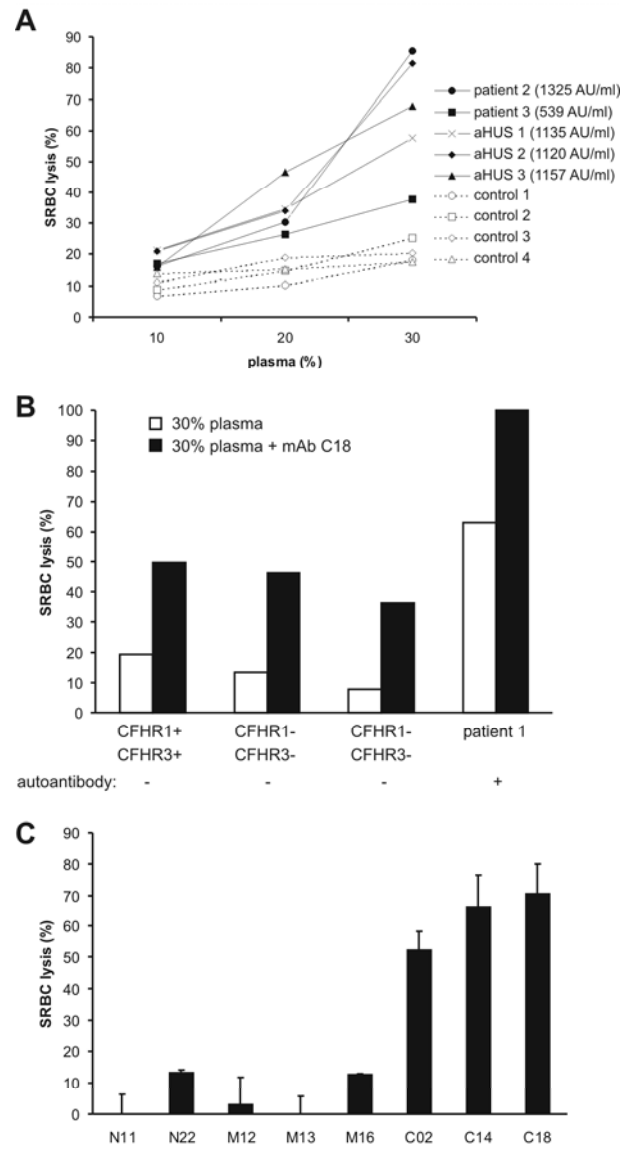 A
SRBC lysis (%)
90
80
70
60
50
40
30
20
10
0
10 20 30
plasma (%)
patient 2 (1325 AU/ml)
patient 3 (539 AU/ml)
aHUS 1 (1135 AU/ml)
aHUS 2 (1120 AU/ml)
aHUS 3 (1157 AU/ml)
control 1
control 2
control 3
control 4
B
SRBC lysis (%)
100
90
80
70
60
50
40
30
20
10
0
30% plasma
30% plasma + mAb C18
CFHR1+ CFHR1- CFHR1- patient 1
CFHR3+ CFHR3- CFHR3-
autoantibody: - - - +
C
SRBC lysis (%)
90
80
70
60
50
40
30
20
10
0
N11 N22 M12 M13 M16 C02 C14 C18